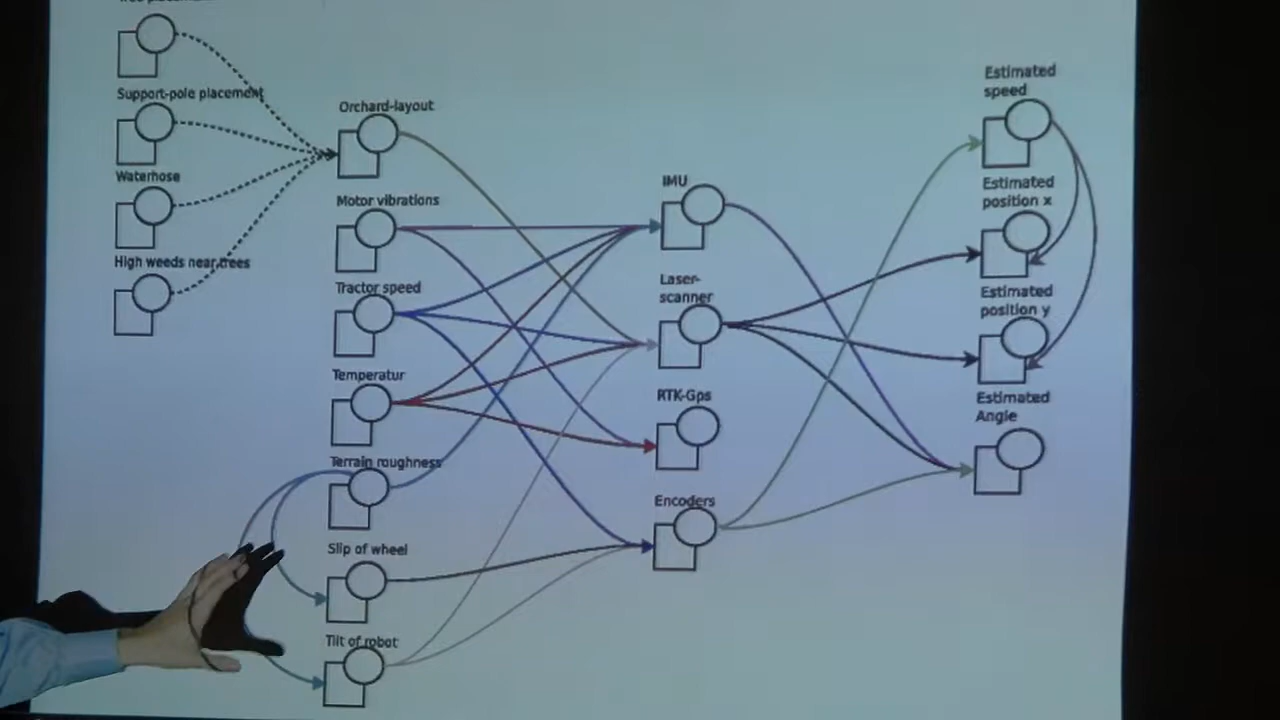 Support-pole placement
Waterhose
High weeds near trees
Orchard-layout
Motor vibrations
Tractor speed
Temperatur
Terrain roughness
Slip of wheel
Tilt of robot
IMU
Laser-
scanner
RTK-Gps
Encoders
Estimated
speed
Estimated
position x
Estimated
position y
Estimated
Angle